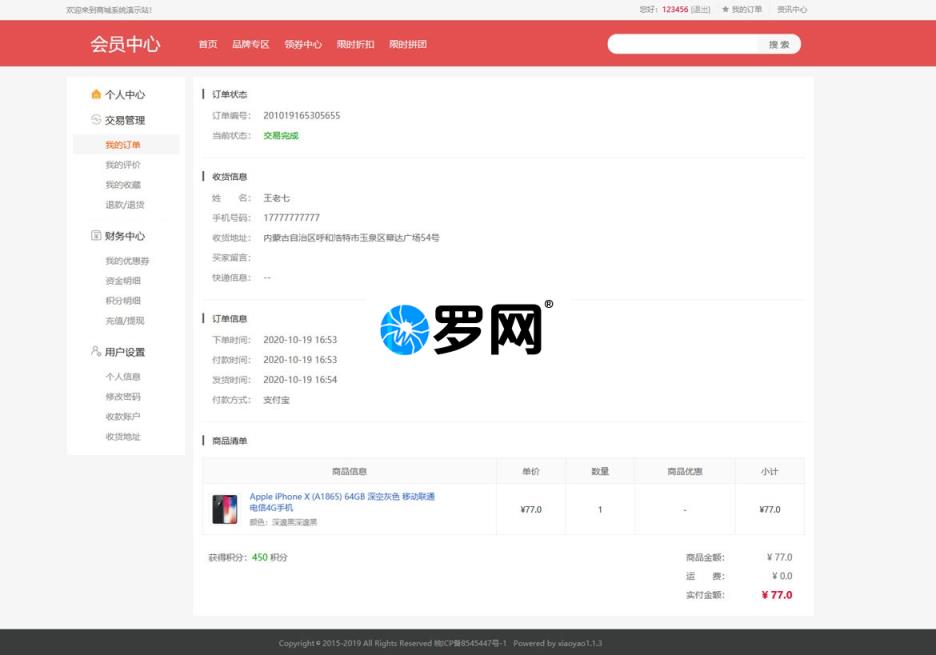 欢迎来到商城系统演示站!
您好：123456 [退出] ★ 我的订单 资讯中心
会员中心 首页 品牌专区 领券中心 限时折扣 限时拼团 搜 索
个人中心
交易管理
我的订单
我的评价
我的收藏
退款/退货
财务中心
我的优惠券
资金明细
积分明细
充值/提现
用户设置
个人信息
修改密码
收款账户
收货地址
订单状态
订单编号： 201019165305655
当前状态： 交易完成
收货信息
姓 名： 王老七
手机号码： 17777777777
收货地址： 内蒙古自治区呼和浩特市玉泉区章达广场54号
买家留言：
快递信息： --
罗网®
订单信息
下单时间： 2020-10-19 16:53
付款时间： 2020-10-19 16:53
发货时间： 2020-10-19 16:54
付款方式： 支付宝
商品清单
商品信息 单价 数量 商品优惠 小计
Apple iPhone X (A1865) 64GB 深空灰色 移动联通
电信4G手机
颜色：深邃黑深邃黑
¥77.0 1 - ¥77.0
获得积分：450 积分
商品金额： ¥ 77.0
运 费： ¥ 0.0
实付金额： ¥ 77.0
Copyright © 2015-2019 All Rights Reserved 皖ICP备8545447号-1 Powered by xiaoyao1.1.3